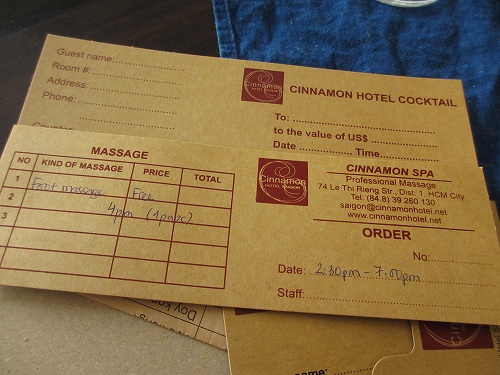 Guest name:
Room #
Address:
Phone:
Cinnamon
CINNAMON HOTEL COCKTAIL
To:
to the value of US$
Date Time
MASSAGE
NO KIND OF MASSAGE PRICE TOTAL
1 Foot massage Free
2 4pm (1pax)
3
Cinnamon
HOTEL SAIGON
CINNAMON SPA
Professional Massage
74 Le Thi Rieng Str., Dist. 1. HCM City
Tel: (84.8) 39 260 130
saigon@cinnamonhotel.net
www.cinnamonhotel.net
ORDER
No:
Date: 2:30pm - 7:00pm
Staff: